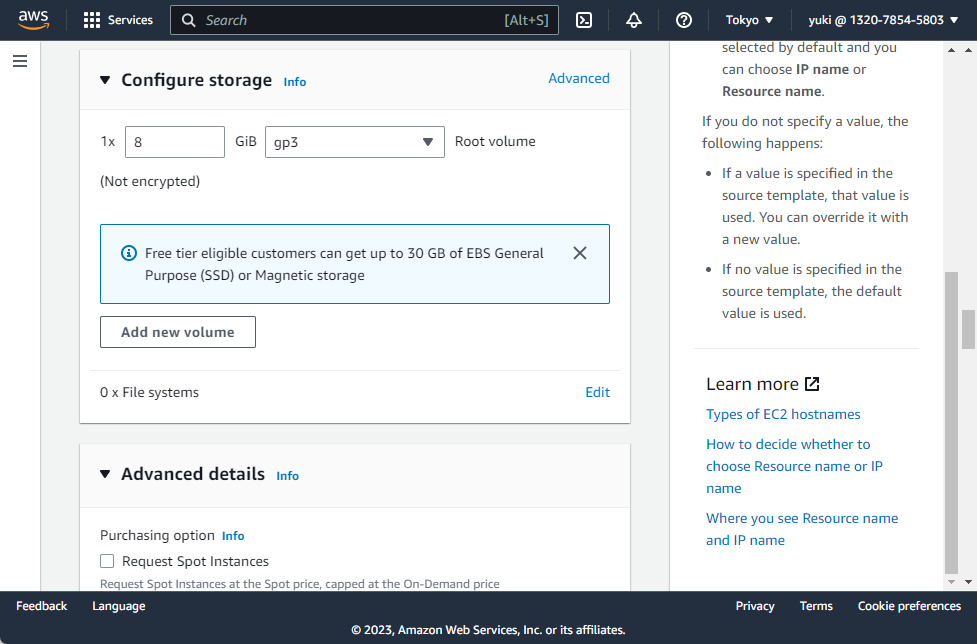 aws Services Search [Alt+S] Tokyo yuki @ 1320-7854-5803
Configure storage Info Advanced
1x 8 GiB gp3 Root volume
(Not encrypted)
Free tier eligible customers can get up to 30 GB of EBS General
Purpose (SSD) or Magnetic storage
Add new volume
0 x File systems Edit
Advanced details Info
Purchasing option Info
Request Spot Instances
Request Spot Instances at the Spot price, capped at the On-Demand price
selected by default and you
can choose IP name or
Resource name.
If you do not specify a value, the
following happens:
If a value is specified in the
source template, that value is
used. You can override it with
a new value.
If no value is specified in the
source template, the default
value is used.
Learn more
Types of EC2 hostnames
How to decide whether to
choose Resource name or IP
name
Where you see Resource name
and IP name
Feedback Language Privacy Terms Cookie preferences
© 2023, Amazon Web Services, Inc. or its affiliates.